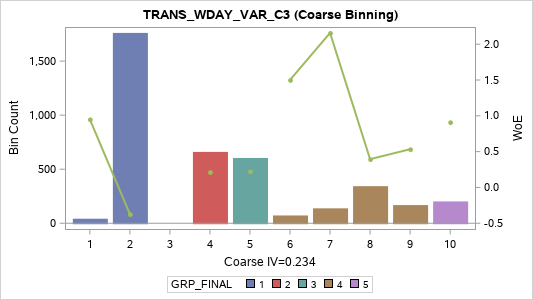 TRANS_WDAY_VAR_C3 (Coarse Binning)
Bin Count
1,500
1,000
500
0
2.0
1.5
1.0
0.5
0.0
-0.5
WoE
1 2 3 4 5 6 7 8 9 10
Coarse IV=0.234
GRP_FINAL 1 2 3 4 5